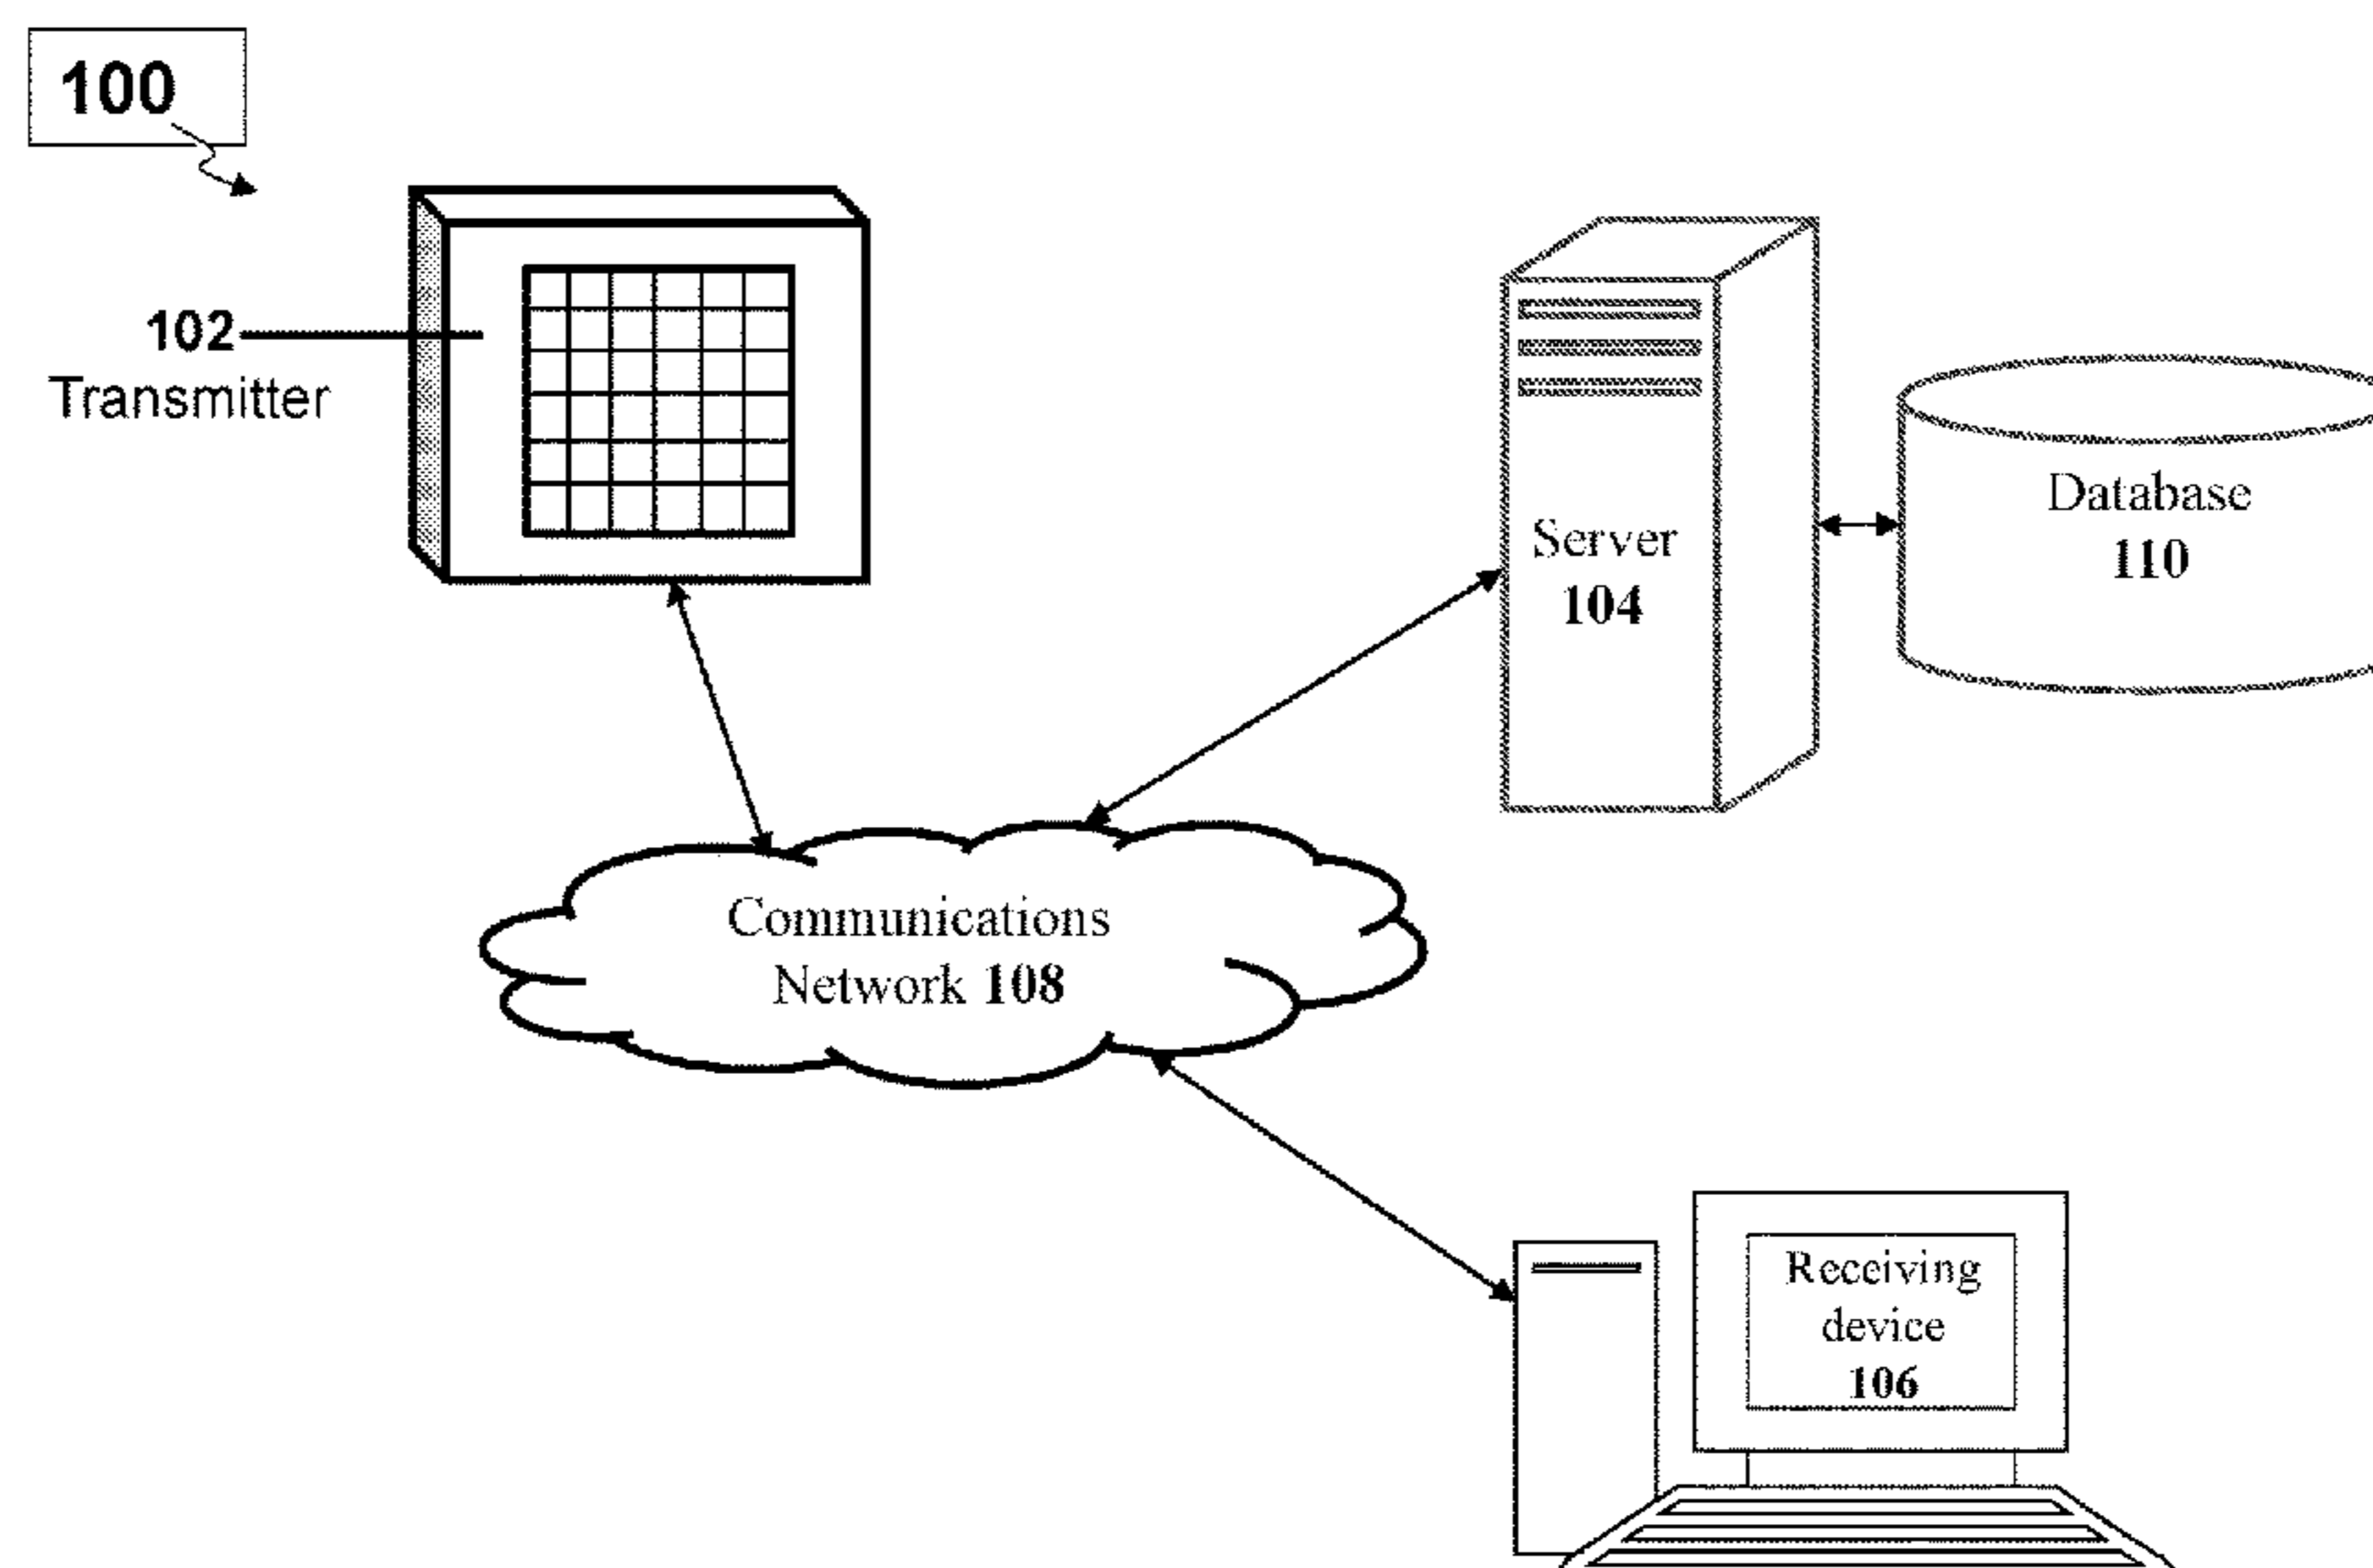 100
102
Transmitter
Server
104
Database
110
Communications
Network 108
Receiving
device
106